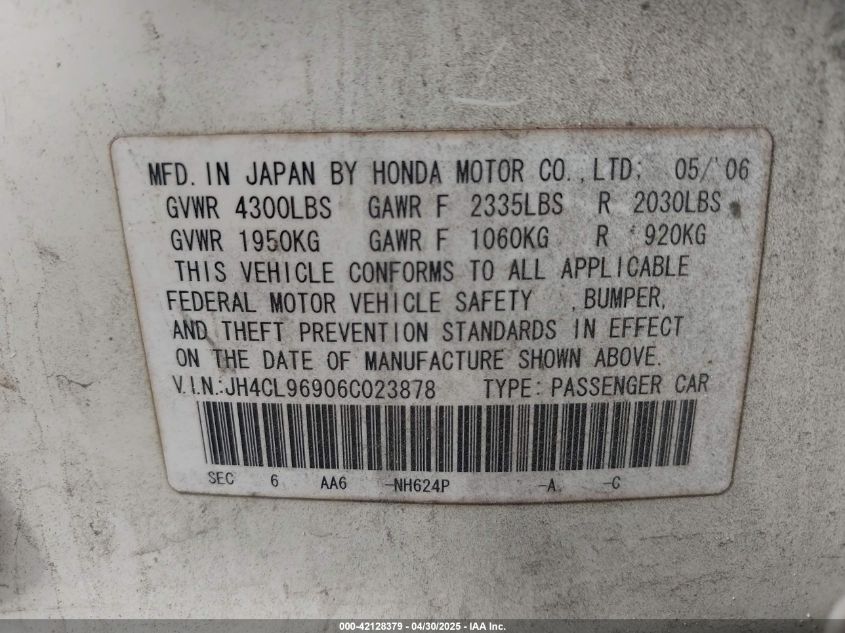 MFD. IN JAPAN BY HONDA MOTOR CO., LTD; 05/'06
GVWR 4300LBS GAWR F 2335LBS R 2030LBS
GVWR 1950KG GAWR F 1060KG R 920KG
THIS VEHICLE CONFORMS TO ALL APPLICABLE
FEDERAL MOTOR VEHICLE SAFETY , BUMPER,
AND THEFT PREVENTION STANDARDS IN EFFECT
ON THE DATE OF MANUFACTURE SHOWN ABOVE.
V.I.N.:JH4CL96906C023878 TYPE: PASSENGER CAR
SEC 6 AA6 -NH624P -A -C
000-42128379 - 04/30/2025 - IAA Inc.